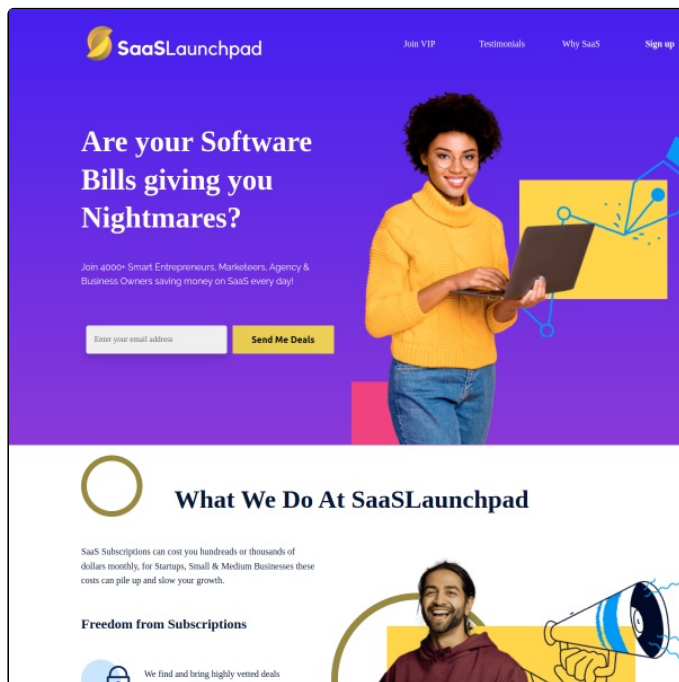 SaaSLaunchpad
Join VIP
Testimonials
Why SaaS
Sign up
Are your Software
Bills giving you
Nightmares?
Join 4000+ Smart Entrepreneurs, Marketeers, Agency &
Business Owners saving money on SaaS every day!
Enter your email address
Send Me Deals
What We Do At SaaSLaunchpad
SaaS Subscriptions can cost you hundreads or thousands of
dollars monthly, for Startups, Small & Medium Businesses these
costs can pile up and slow your growth.
Freedom from Subscriptions
We find and bring highly vetted deals